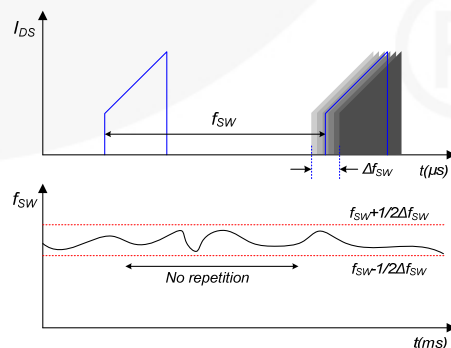 I_DS
f_SW
Δf_SW
t(μs)
f_SW
f_SW+1/2Δf_SW
No repetition
f_SW-1/2Δf_SW
t(ms)